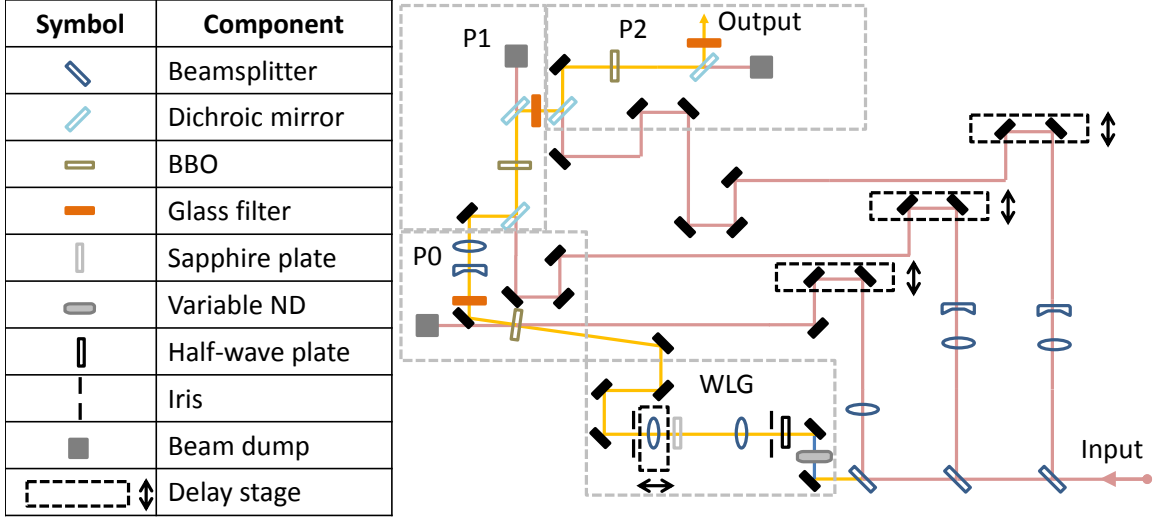 Symbol Component
Beamsplitter
Dichroic mirror
BBO
Glass filter
Sapphire plate
Variable ND
Half-wave plate
Iris
Beam dump
Delay stage
Output
P1
P2
P0
WLG
Input